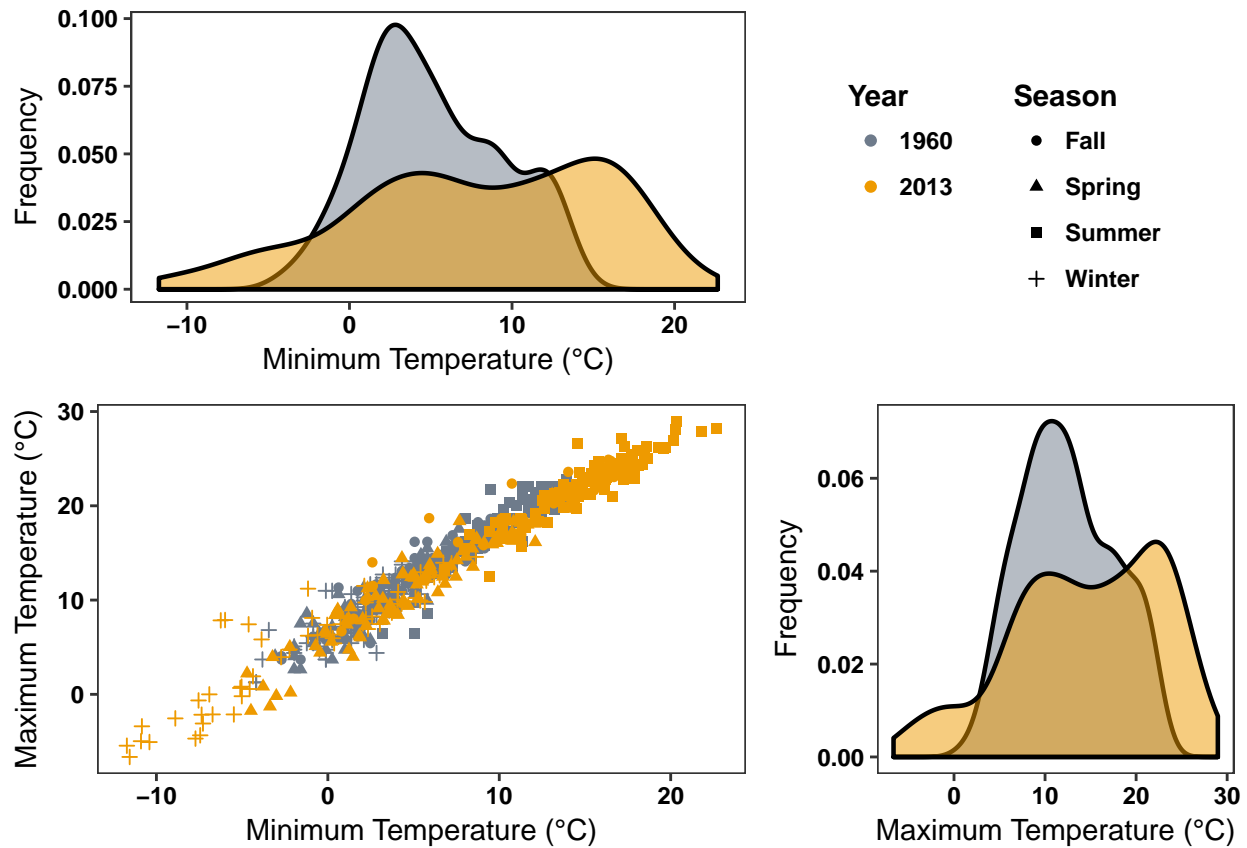 0.100
0.075
0.050
0.025
0.000
Frequency
−10 0 10 20
Minimum Temperature (°C)
Year
1960
2013
Season
Fall
Spring
Summer
Winter
30
20
10
0
Maximum Temperature (°C)
−10 0 10 20
Minimum Temperature (°C)
0.06
0.04
0.02
0.00
Frequency
0 10 20 30
Maximum Temperature (°C)